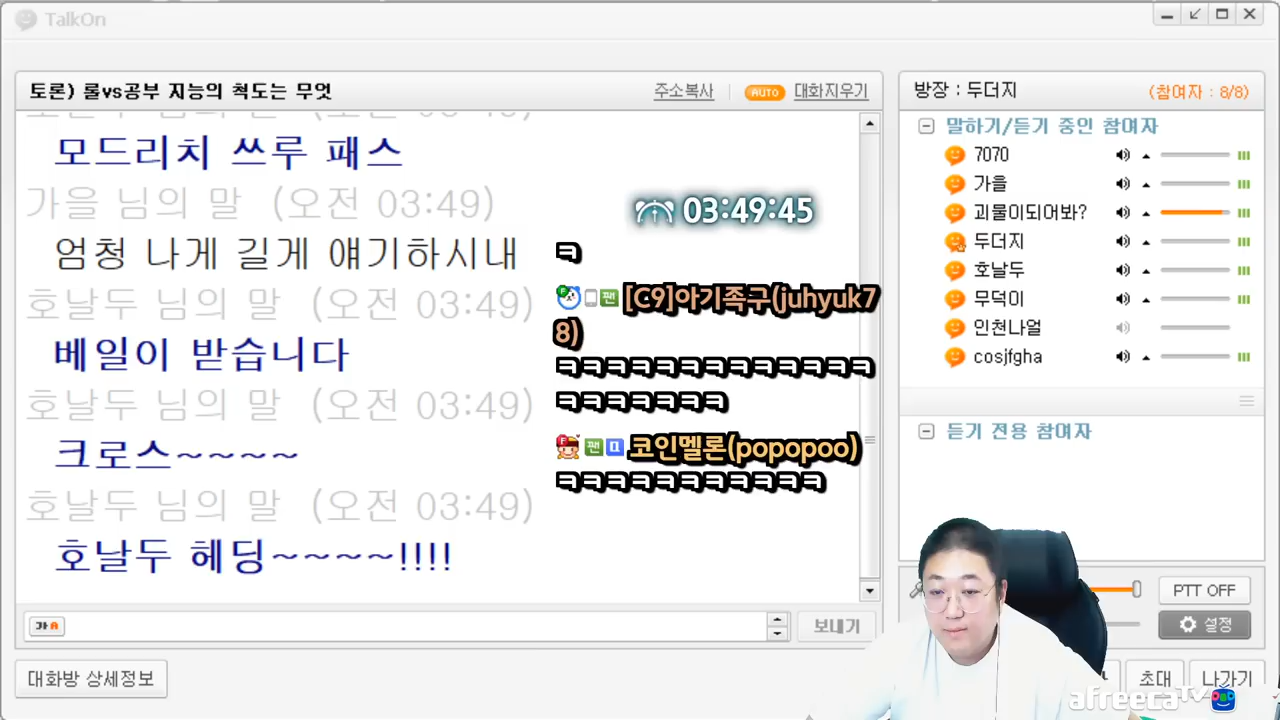 TalkOn
토론) 롤vs공부 지능의 척도는 무엇
주소복사
AUTO
대화지우기
모드리치 쓰루 패스
가을 님의 말 (오전 03:49)
엄청 나게 길게 얘기하시내
호날두 님의 말 (오전 03:49)
베일이 받습니다
호날두 님의 말 (오전 03:49)
크로스~~~~
호날두 님의 말 (오전 03:49)
호날두 헤딩~~~~!!!!
03:49:45
ㅋ
팬 [C9]아기족구(juhyuk7
8)
ㅋㅋㅋㅋㅋㅋㅋㅋㅋㅋㅋㅋ
ㅋㅋㅋㅋㅋㅋㅋ
팬 코인멜론(popopoo)
ㅋㅋㅋㅋㅋㅋㅋㅋㅋㅋㅋ
가A
보내기
대화방 상세정보
방장 : 두더지
(참여자 : 8/8)
말하기/듣기 중인 참여자
7070
가을
괴물이되어봐?
두더지
호날두
무덕이
인천나얼
cosjfgha
듣기 전용 참여자
PTT OFF
설정
초대
나가기
afreecaTV